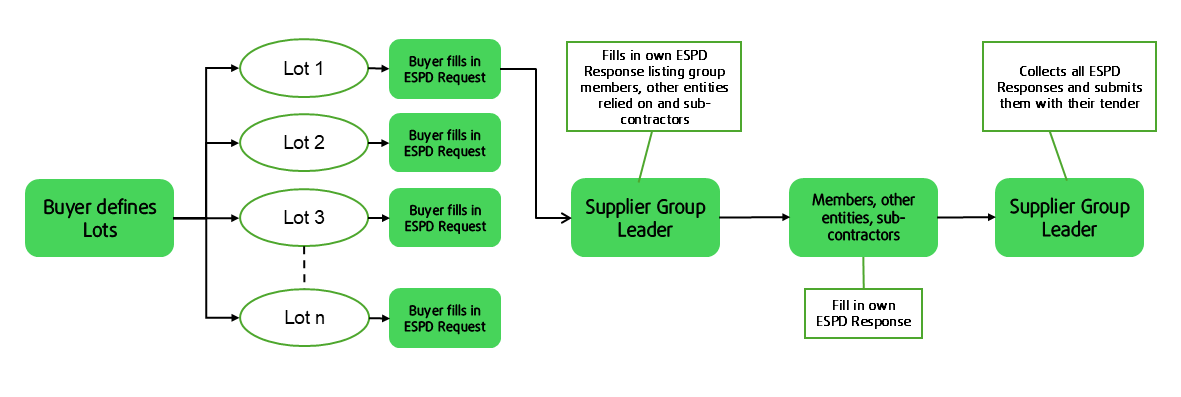 Buyer defines
Lots
Lot 1
Buyer fills in
ESPD Request
Lot 2
Buyer fills in
ESPD Request
Lot 3
Buyer fills in
ESPD Request
Lot n
Buyer fills in
ESPD Request
Fills in own ESPD
Response listing group
members, other entities
relied on and sub-
contractors
Supplier Group
Leader
Members, other
entities, sub-
contractors
Fill in own
ESPD Response
Collects all ESPD
Responses and submits
them with their tender
Supplier Group
Leader